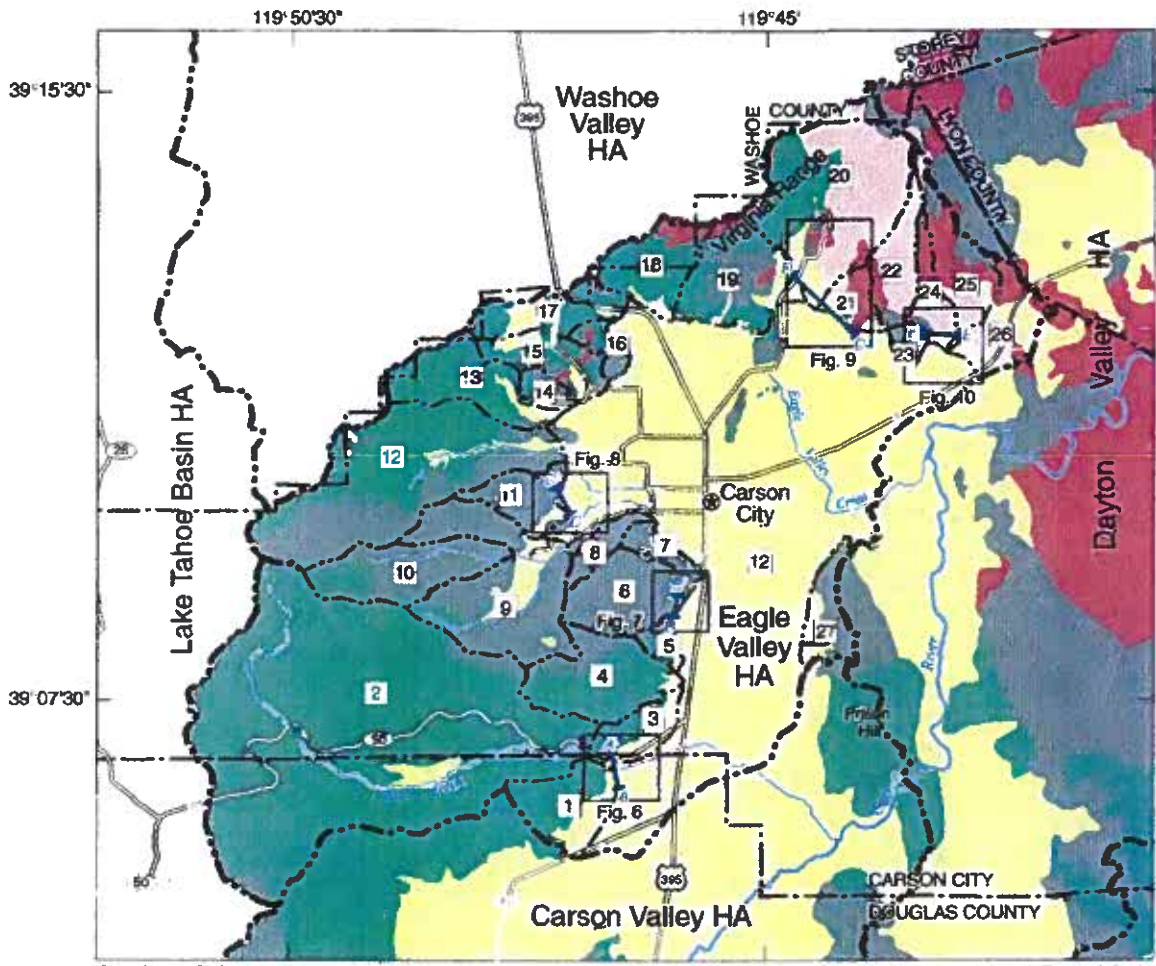 119°50'30"
119°45'
39°15'30"
39°07'30"
STOREY
COUNTY
WASHOE
COUNTY
LYON COUNTY
Washoe
Valley
HA
395
Virginia Range
20
18
19
22
21
24
25
26
23
17
15
16
14
13
12
Fig. 9
Fig. 10
Lake Tahoe Basin HA
28
Dayton Valley HA
Eagle
Valley
Creek
Fig. 8
11
Carson
City
10
8
7
6
9
Fig. 7
5
12
Eagle
Valley
HA
27
River
4
2
3
Prison
Hill
50
1
Fig. 6
50
395
Carson Valley HA
CARSON CITY
DOUGLAS COUNTY